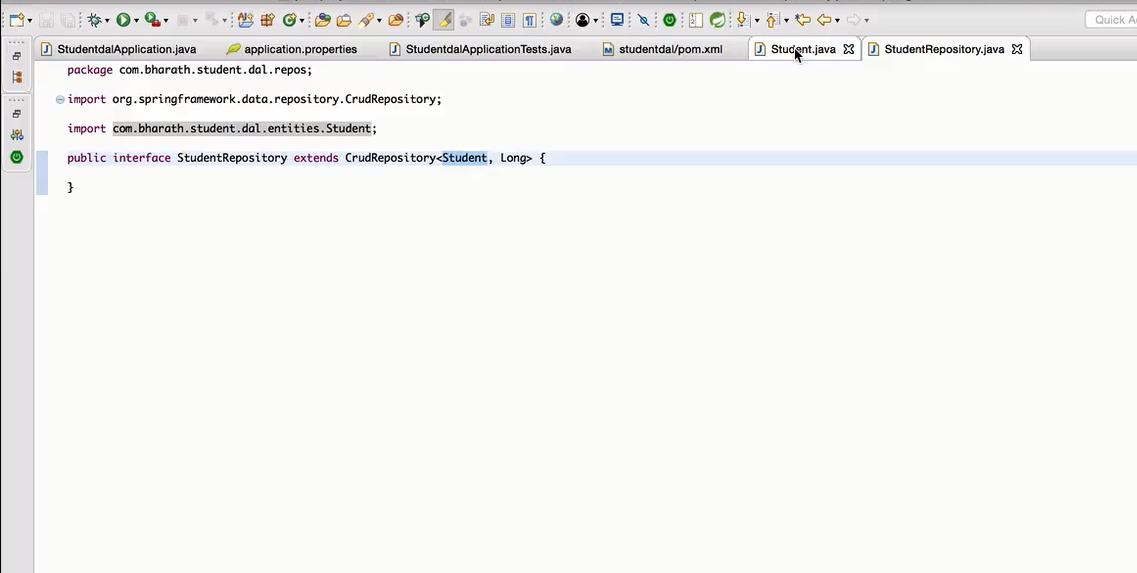 Quick A
StudentdalApplication.java application.properties StudentdalApplicationTests.java studentdal/pom.xml Student.java StudentRepository.java
package com.bharath.student.dal.repos;
import org.springframework.data.repository.CrudRepository;
import com.bharath.student.dal.entities.Student;
public interface StudentRepository extends CrudRepository<Student, Long> {
}